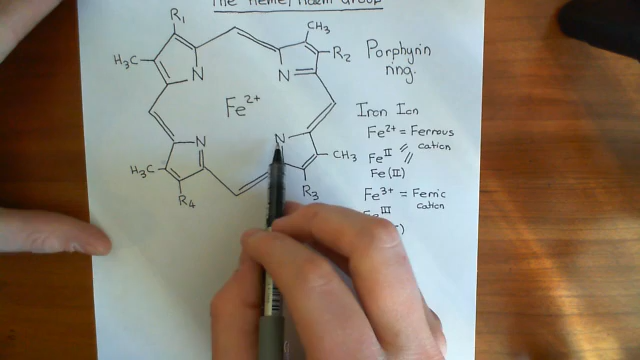 The Heme/Haem Group
R1
CH3
H3C
R2
N
N
Porphyrin
ring.
Fe2+
Iron Ion
Fe2+ = Ferrous
cation
N
N
FeII
CH3
Fe(II)
H3C
R4
R3
Fe3+ = Ferric
cation
FeIII